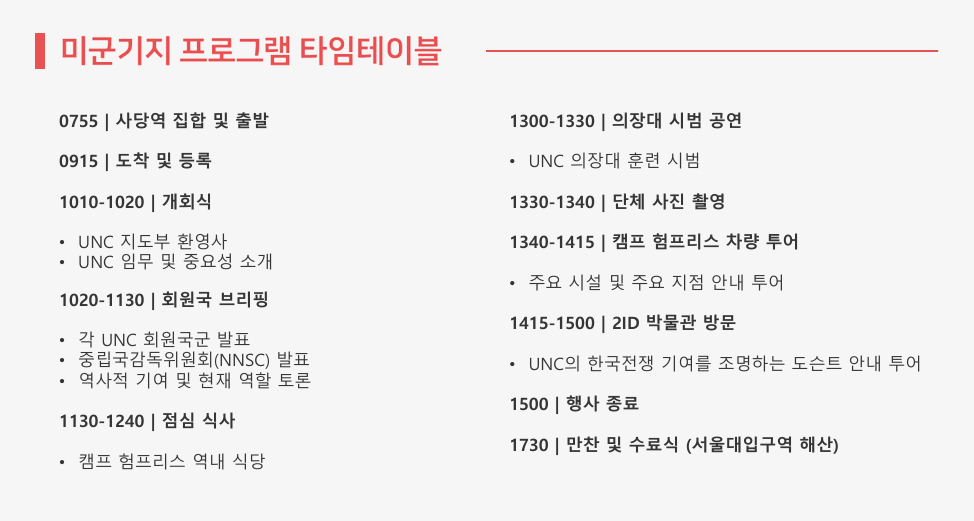 미군기지 프로그램 타임테이블
0755 | 사당역 집합 및 출발
0915 | 도착 및 등록
1010-1020 | 개회식
• UNC 지도부 환영사
• UNC 임무 및 중요성 소개
1020-1130 | 회원국 브리핑
• 각 UNC 회원국군 발표
• 중립국감독위원회(NNSC) 발표
• 역사적 기여 및 현재 역할 토론
1130-1240 | 점심 식사
• 캠프 험프리스 역내 식당
1300-1330 | 의장대 시범 공연
• UNC 의장대 훈련 시범
1330-1340 | 단체 사진 촬영
1340-1415 | 캠프 험프리스 차량 투어
• 주요 시설 및 주요 지점 안내 투어
1415-1500 | 2ID 박물관 방문
• UNC의 한국전쟁 기여를 조명하는 도슨트 안내 투어
1500 | 행사 종료
1730 | 만찬 및 수료식 (서울대입구역 해산)